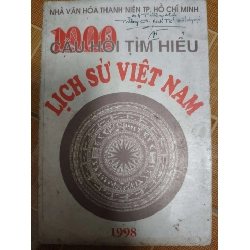 NHÀ VĂN HÓA THANH NIÊN TP. HỒ CHÍ MINH
1000
CÂU HỎI TÌM HIỂU
LỊCH SỬ VIỆT NAM
1998